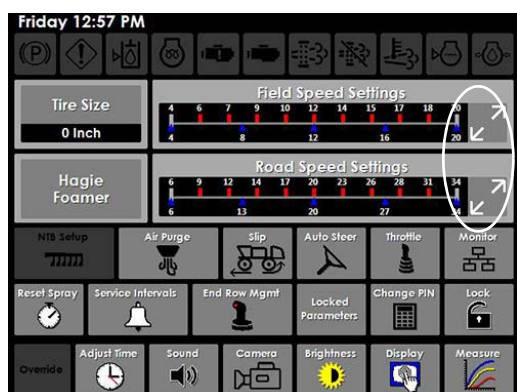 Friday 12:57 PM
(P)
Tire Size
0 Inch
Field Speed Settings
4 6 7 9 10 12 14 15 17 18 20
4 8 12 16 20
Hagie
Foamer
Road Speed Settings
6 9 12 14 17 20 23 26 28 31 34
6 13 20 27 34
NTB Setup Air Purge Slip Auto Steer Throttle Monitor
Reset Spray Service Intervals End Row Mgmt Locked
Parameters Change PIN Lock
Override Adjust Time Sound Camera Brightness Display Measure